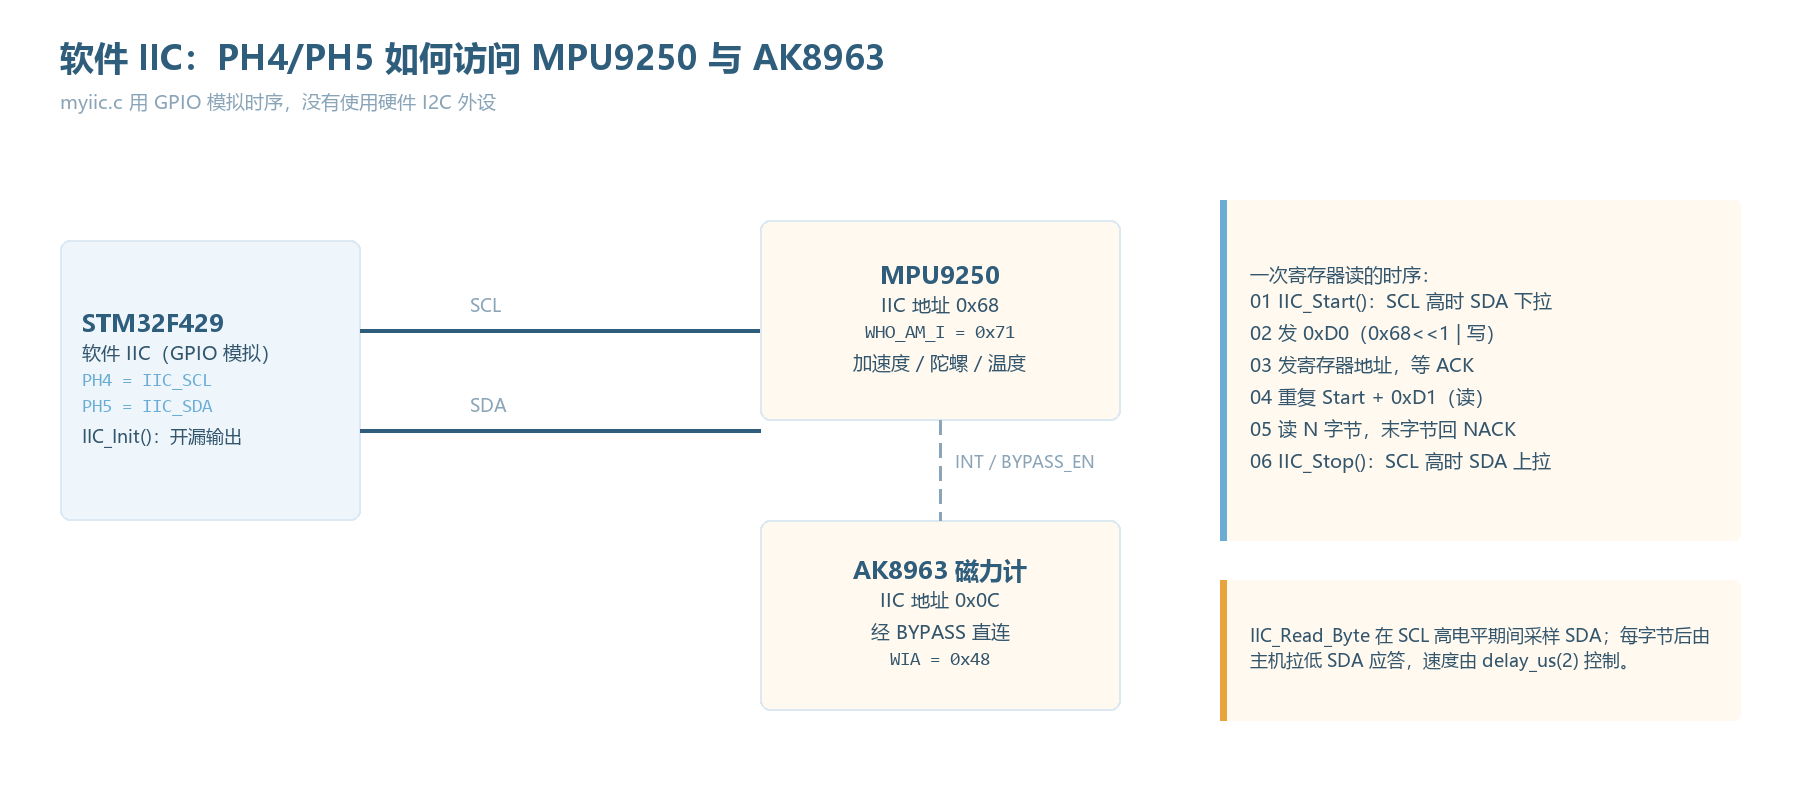 软件 IIC：PH4/PH5 如何访问 MPU9250 与 AK8963
myiic.c 用 GPIO 模拟时序，没有使用硬件 I2C 外设
STM32F429
软件 IIC（GPIO 模拟）
PH4 = IIC_SCL
PH5 = IIC_SDA
IIC_Init()：开漏输出
SCL
SDA
MPU9250
IIC 地址 0x68
WHO_AM_I = 0x71
加速度 / 陀螺 / 温度
INT / BYPASS_EN
AK8963 磁力计
IIC 地址 0x0C
经 BYPASS 直连
WIA = 0x48
一次寄存器读的时序：
01 IIC_Start()：SCL 高时 SDA 下拉
02 发 0xD0（0x68<<1 | 写）
03 发寄存器地址，等 ACK
04 重复 Start + 0xD1（读）
05 读 N 字节，末字节回 NACK
06 IIC_Stop()：SCL 高时 SDA 上拉
IIC_Read_Byte 在 SCL 高电平期间采样 SDA；每字节后由
主机拉低 SDA 应答，速度由 delay_us(2) 控制。